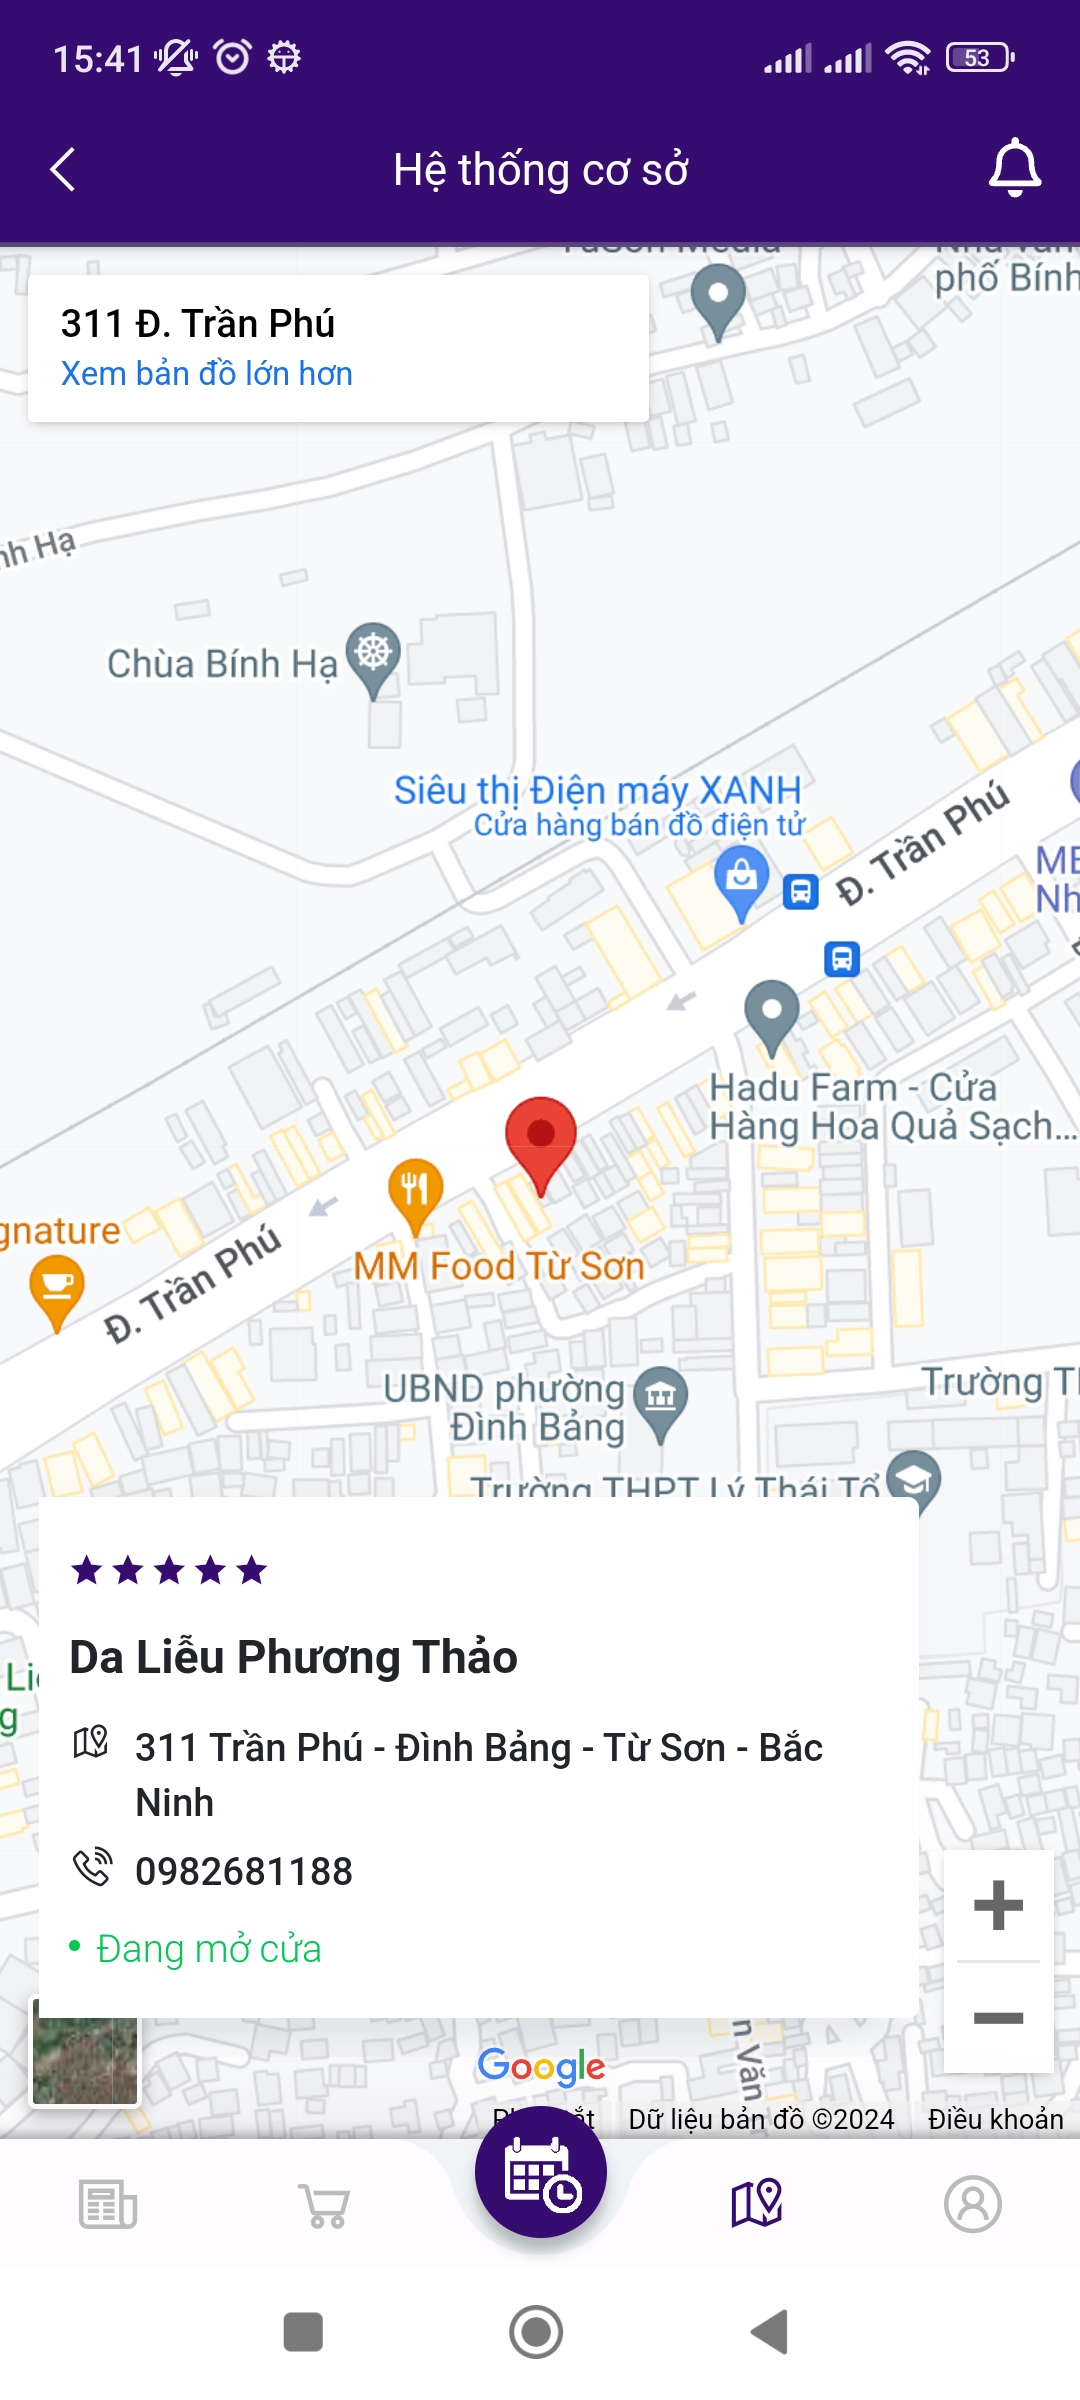 15:41
53
Hệ thống cơ sở
phố Bính
311 Đ. Trần Phú
Xem bản đồ lớn hơn
nh Hạ
Chùa Bính Hạ
Siêu thị Điện máy XANH
Cửa hàng bán đồ điện tử
Đ. Trần Phú
Hadu Farm - Cửa
Hàng Hoa Quả Sạch...
gnature
MM Food Từ Sơn
Đ. Trần Phú
UBND phường
Đình Bảng
Trường
Trường THPT Lý Thái Tổ
Da Liễu Phương Thảo
311 Trần Phú - Đình Bảng - Từ Sơn - Bắc
Ninh
0982681188
Đang mở cửa
n Văn
Google
Dữ liệu bản đồ ©2024
Điều khoản